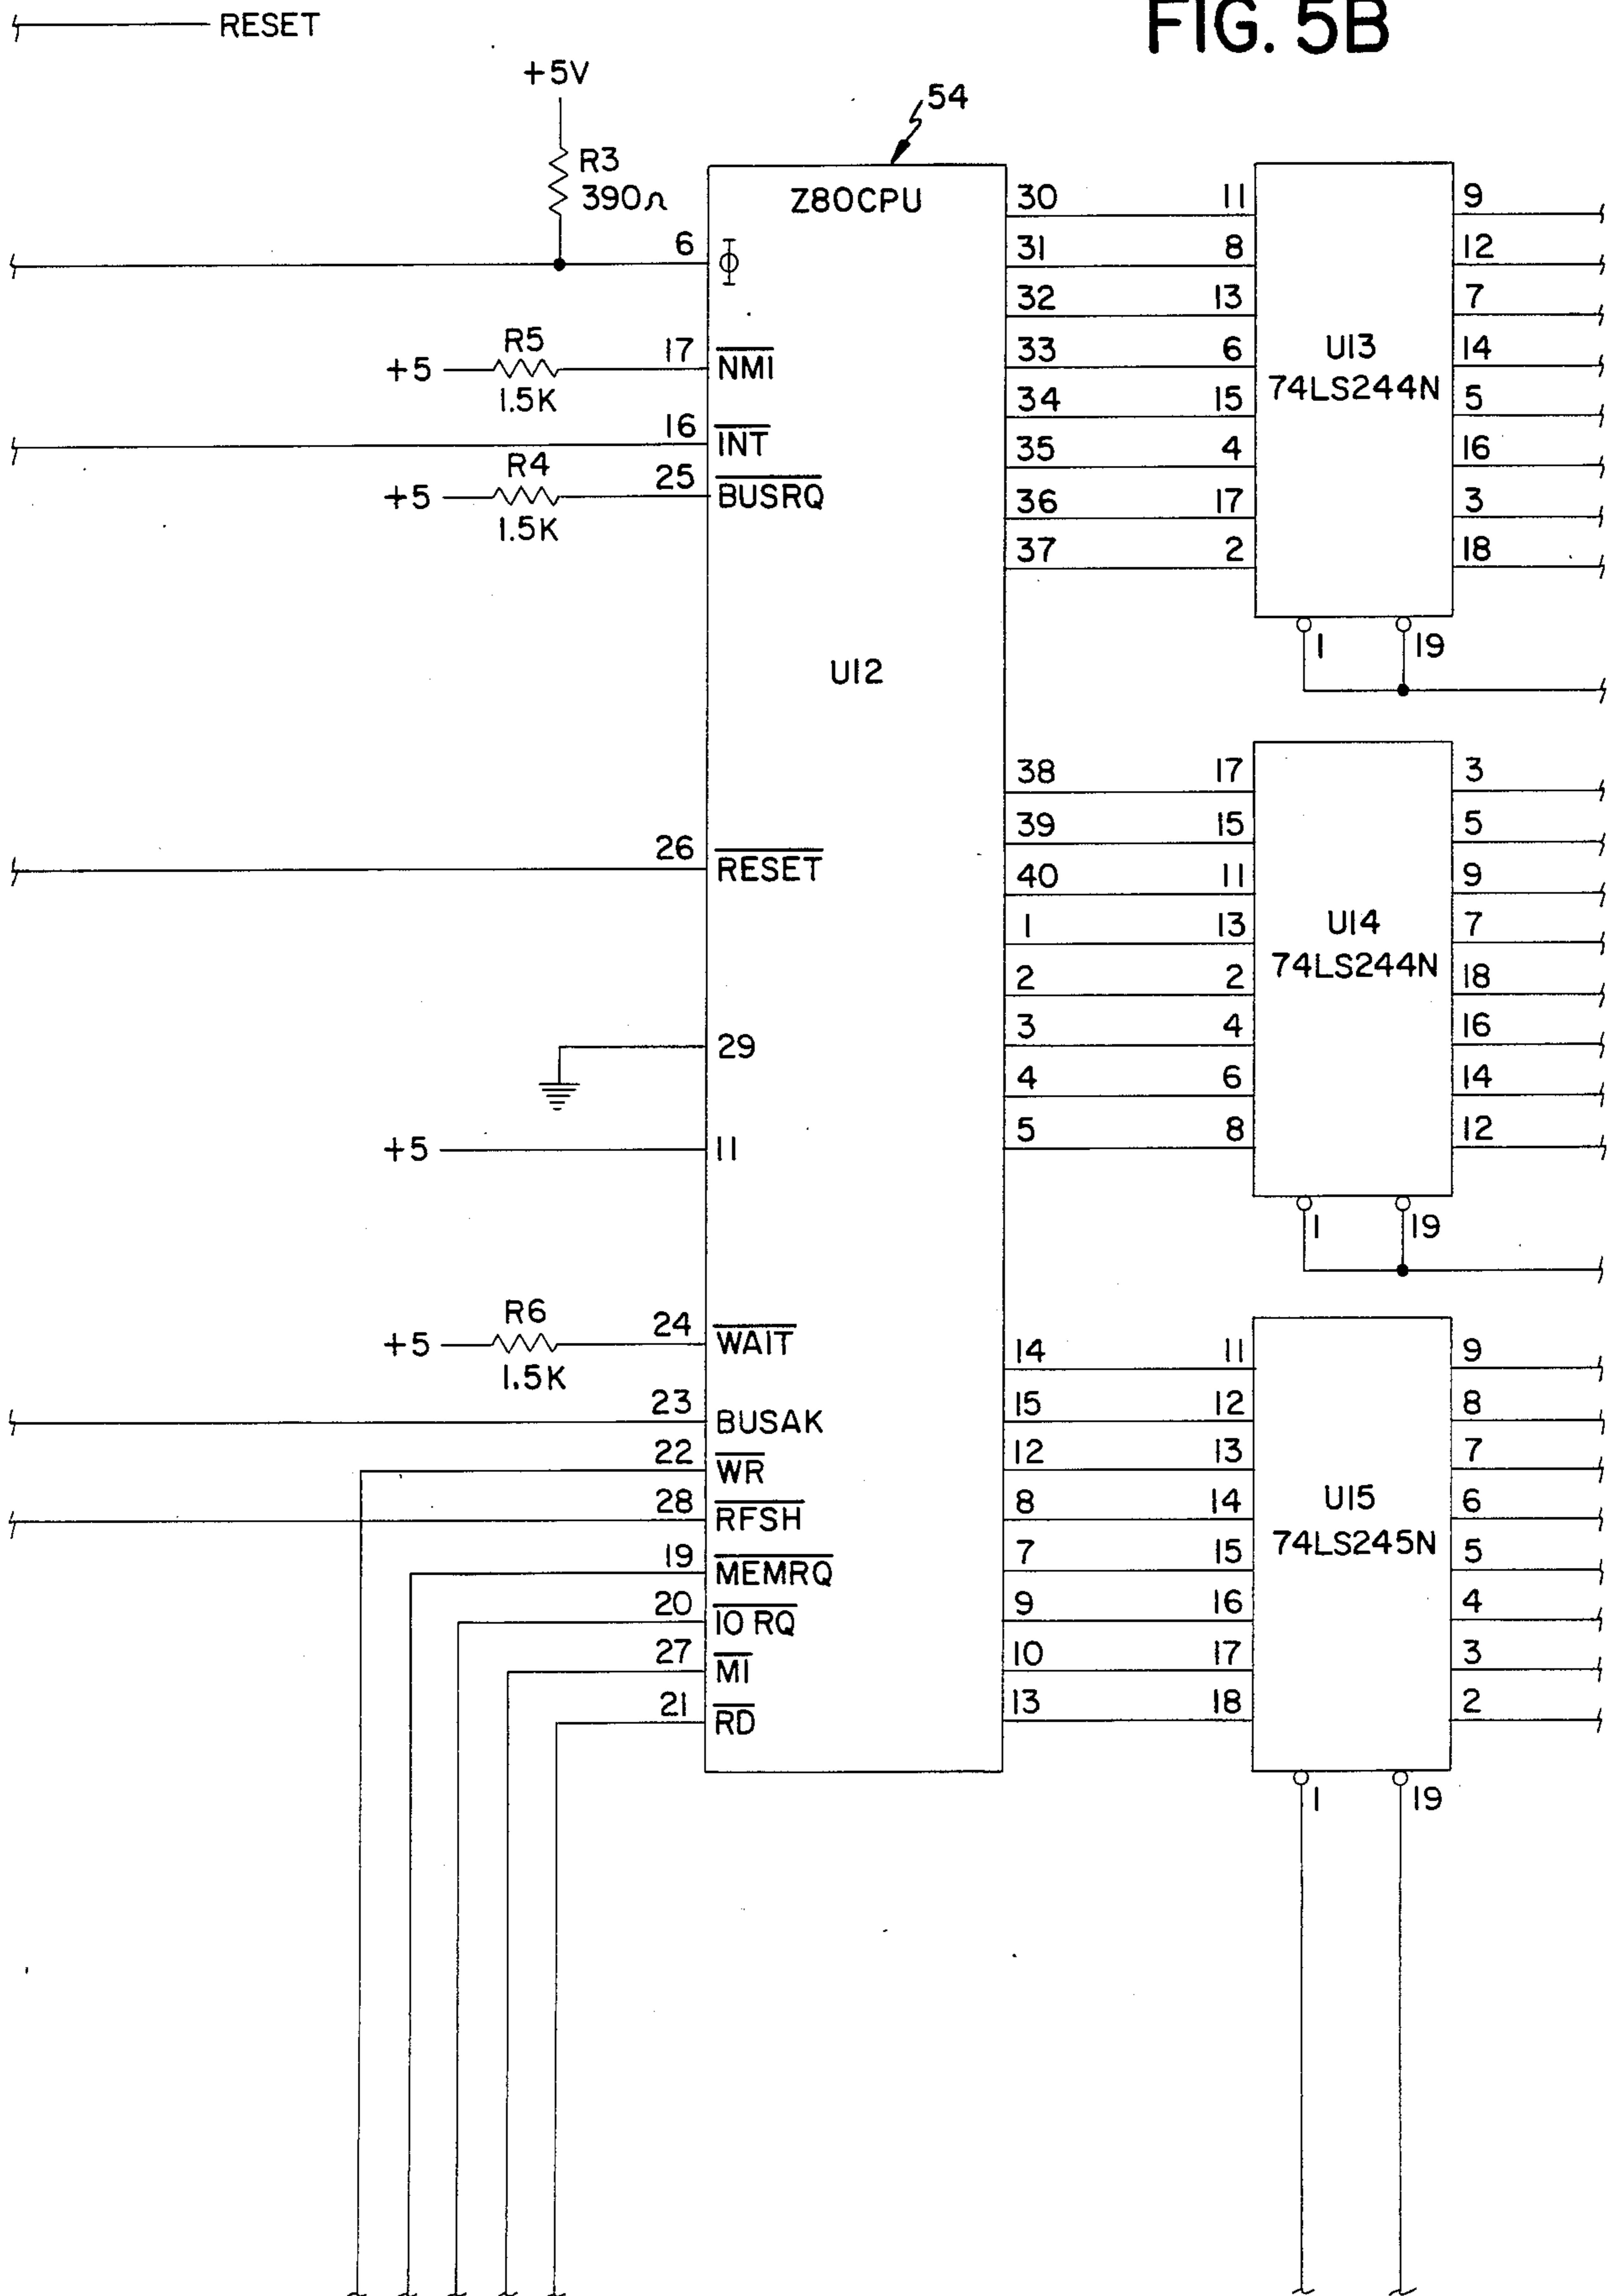 RESET
FIG. 5B
+5V
54
R3
390Ω
Z80CPU
6
Φ
R5
+5
1.5K
17
NMI
16
INT
R4
+5
1.5K
25
BUSRQ
U12
26
RESET
29
+5
11
R6
+5
1.5K
24
WAIT
23
BUSAK
22
WR
28
RFSH
19
MEMRQ
20
IO RQ
27
M1
21
RD
30 11 9
31 8 12
32 13 7
33 6 14
34 15 5
35 4 16
36 17 3
37 2 18
U13
74LS244N
1 19
38 17 3
39 15 5
40 11 9
1 13 7
2 2 18
3 4 16
4 6 14
5 8 12
U14
74LS244N
1 19
14 11 9
15 12 8
12 13 7
8 14 6
7 15 5
9 16 4
10 17 3
13 18 2
U15
74LS245N
1 19